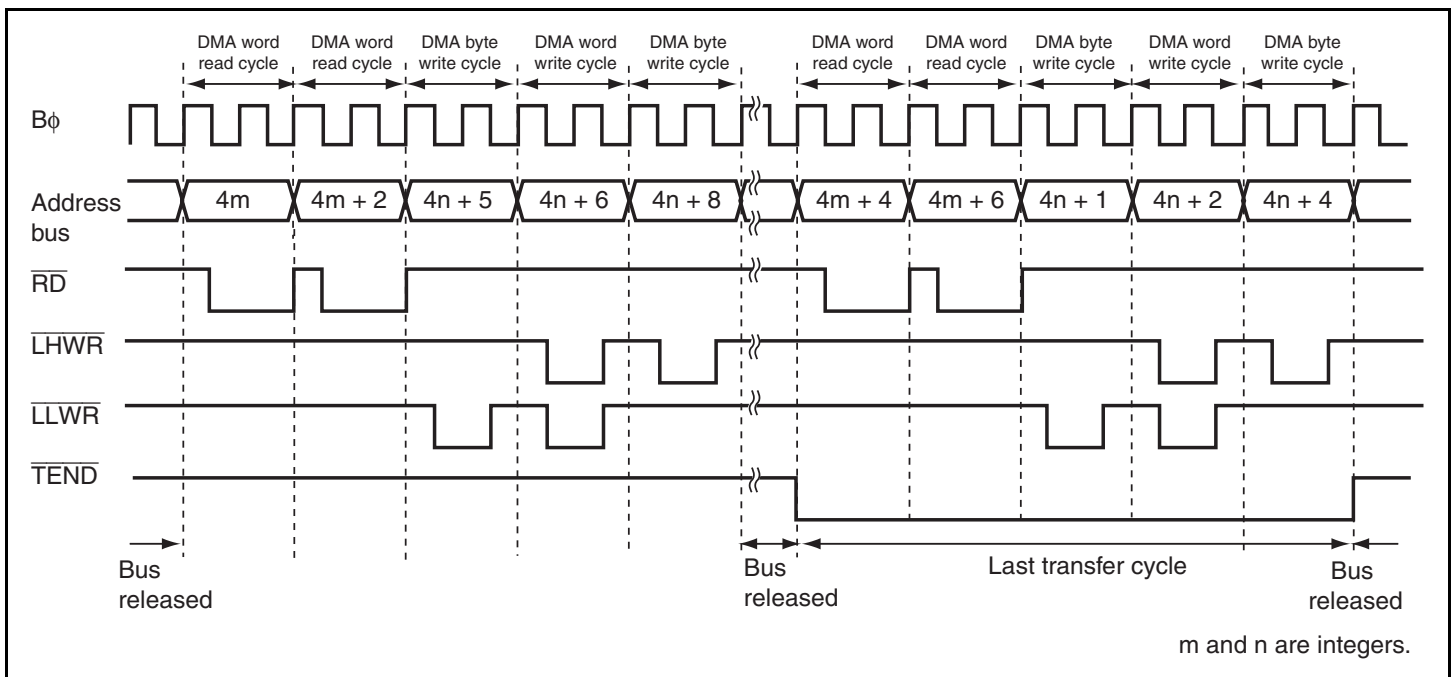 DMA word read cycle
DMA word read cycle
DMA byte write cycle
DMA word write cycle
DMA byte write cycle
DMA word read cycle
DMA word read cycle
DMA byte write cycle
DMA word write cycle
DMA byte write cycle
Bφ
Address bus
4m
4m + 2
4n + 5
4n + 6
4n + 8
4m + 4
4m + 6
4n + 1
4n + 2
4n + 4
RD
LHWR
LLWR
TEND
Bus released
Bus released
Last transfer cycle
Bus released
m and n are integers.